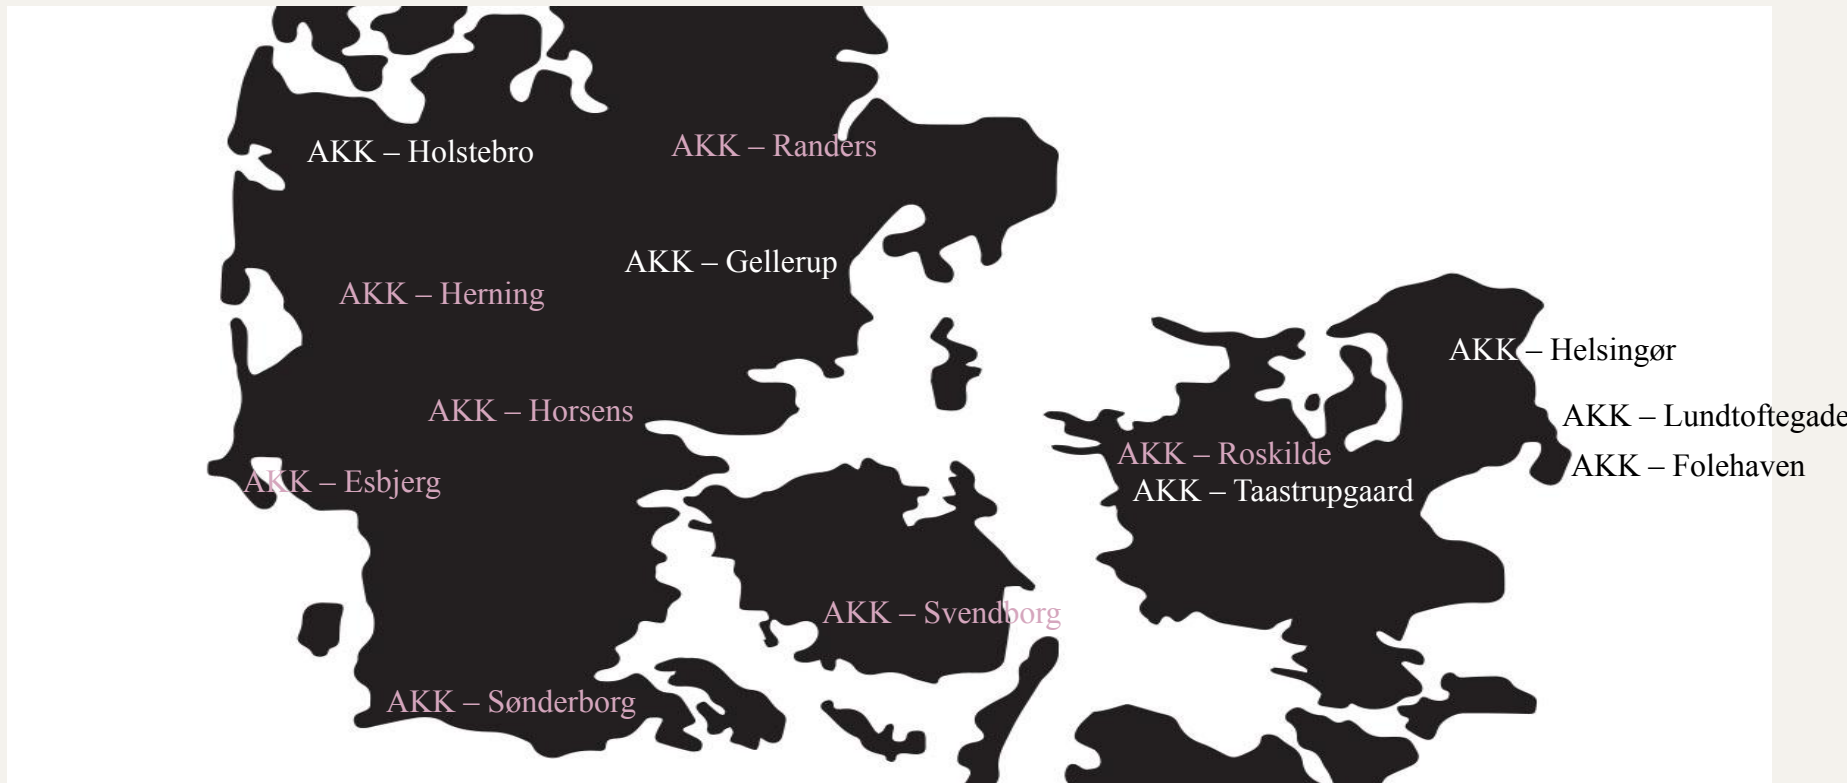 AKK – Holstebro
AKK – Randers
AKK – Gellerup
AKK – Herning
AKK – Helsingør
AKK – Horsens
AKK – Lundtoftegade
AKK – Roskilde
AKK – Folehaven
AKK – Esbjerg
AKK – Taastrupgaard
AKK – Svendborg
AKK – Sønderborg